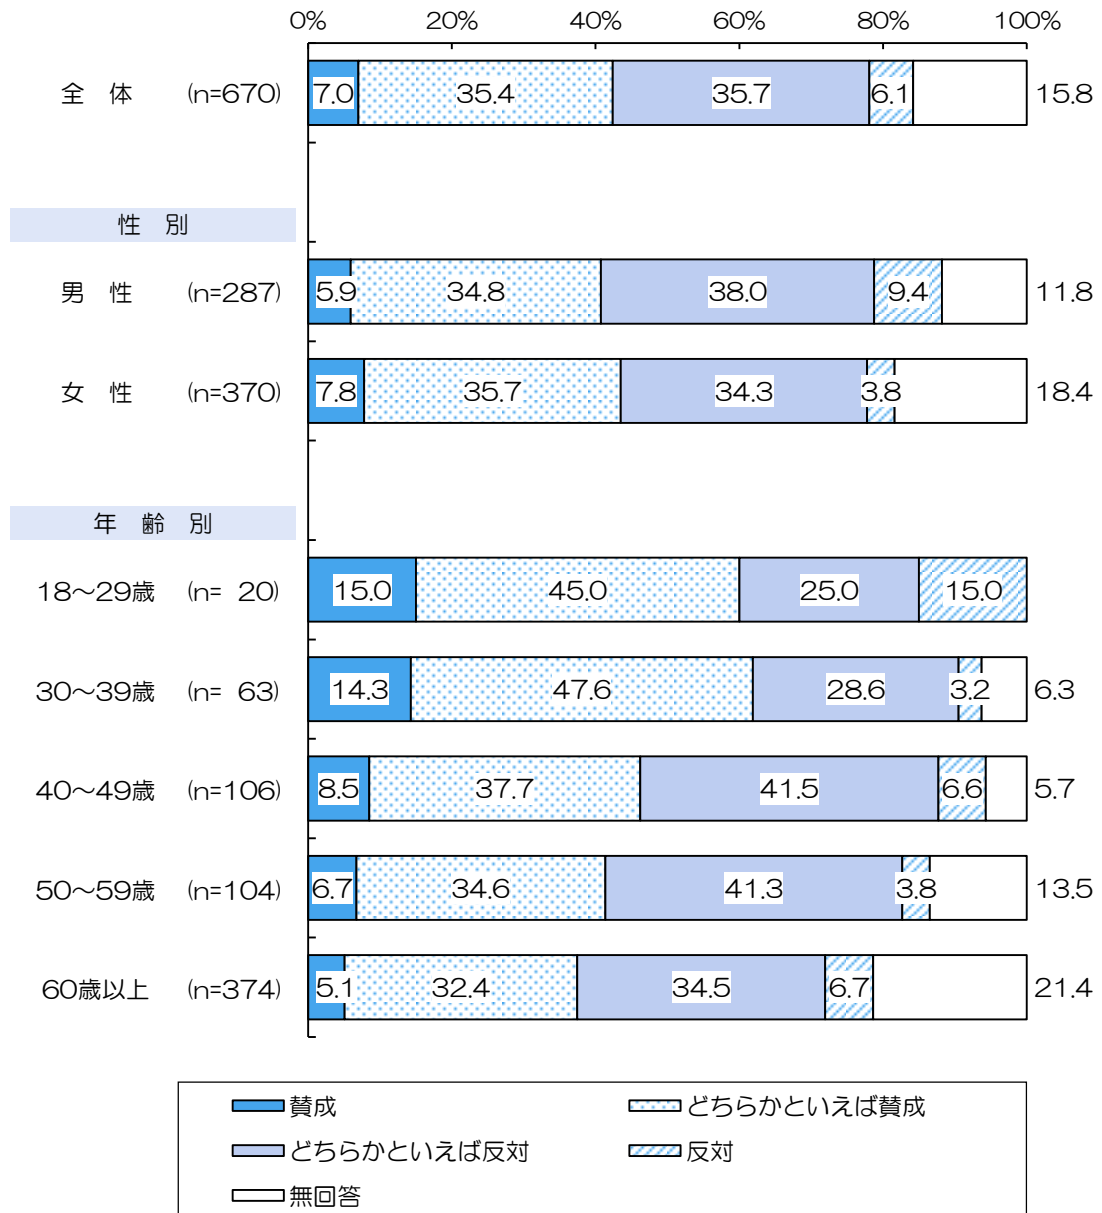 0% 20% 40% 60% 80% 100%
全 体 (n=670) 7.0 35.4 35.7 6.1 15.8
性 別
男 性 (n=287) 5.9 34.8 38.0 9.4 11.8
女 性 (n=370) 7.8 35.7 34.3 3.8 18.4
年 齢 別
18～29歳 (n= 20) 15.0 45.0 25.0 15.0
30～39歳 (n= 63) 14.3 47.6 28.6 3.2 6.3
40～49歳 (n=106) 8.5 37.7 41.5 6.6 5.7
50～59歳 (n=104) 6.7 34.6 41.3 3.8 13.5
60歳以上 (n=374) 5.1 32.4 34.5 6.7 21.4
賛成 どちらかといえば賛成
どちらかといえば反対 反対
無回答